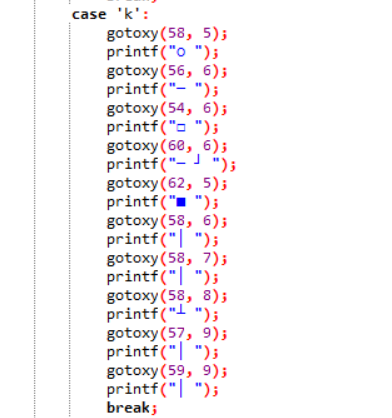 case 'k':
gotoxy(58, 5);
printf("○ ");
gotoxy(56, 6);
printf("─ ");
gotoxy(54, 6);
printf("□ ");
gotoxy(60, 6);
printf("─ ┘ ");
gotoxy(62, 5);
printf("■ ");
gotoxy(58, 6);
printf("│ ");
gotoxy(58, 7);
printf("│ ");
gotoxy(58, 8);
printf("┴ ");
gotoxy(57, 9);
printf("│ ");
gotoxy(59, 9);
printf("│ ");
break;